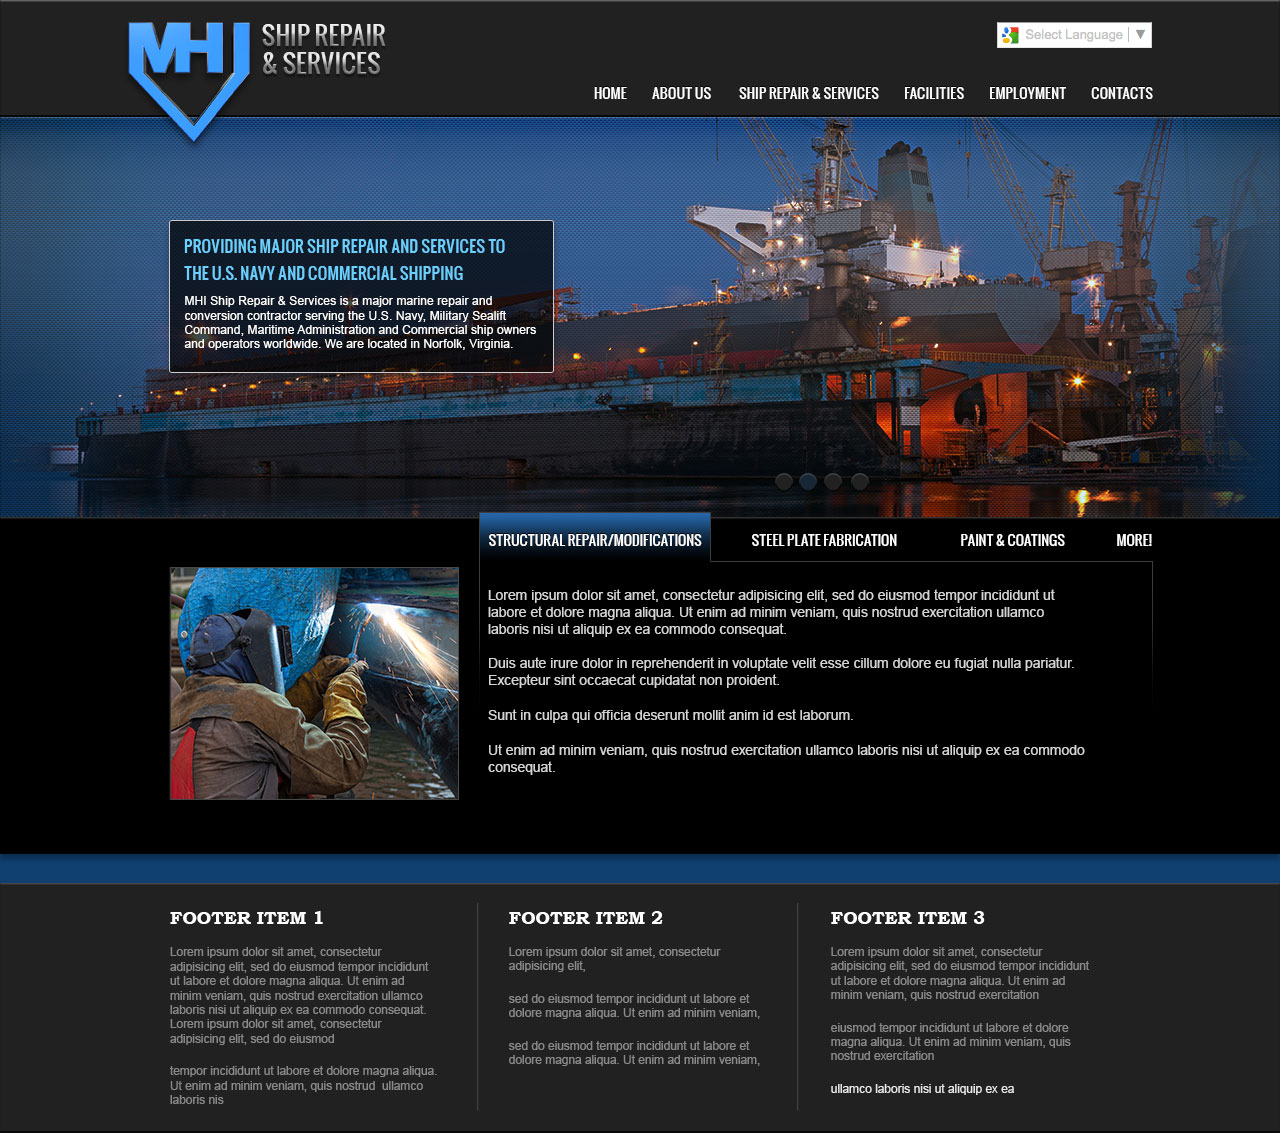 MHI
SHIP REPAIR
& SERVICES
Select Language ▼
HOME ABOUT US SHIP REPAIR & SERVICES FACILITIES EMPLOYMENT CONTACTS
PROVIDING MAJOR SHIP REPAIR AND SERVICES TO
THE U.S. NAVY AND COMMERCIAL SHIPPING
MHI Ship Repair & Services is a major marine repair and
conversion contractor serving the U.S. Navy, Military Sealift
Command, Maritime Administration and Commercial ship owners
and operators worldwide. We are located in Norfolk, Virginia.
STRUCTURAL REPAIR/MODIFICATIONS STEEL PLATE FABRICATION PAINT & COATINGS MORE!
Lorem ipsum dolor sit amet, consectetur adipisicing elit, sed do eiusmod tempor incididunt ut
labore et dolore magna aliqua. Ut enim ad minim veniam, quis nostrud exercitation ullamco
laboris nisi ut aliquip ex ea commodo consequat.
Duis aute irure dolor in reprehenderit in voluptate velit esse cillum dolore eu fugiat nulla pariatur.
Excepteur sint occaecat cupidatat non proident.
Sunt in culpa qui officia deserunt mollit anim id est laborum.
Ut enim ad minim veniam, quis nostrud exercitation ullamco laboris nisi ut aliquip ex ea commodo
consequat.
FOOTER ITEM 1
Lorem ipsum dolor sit amet, consectetur
adipisicing elit, sed do eiusmod tempor incididunt
ut labore et dolore magna aliqua. Ut enim ad
minim veniam, quis nostrud exercitation ullamco
laboris nisi ut aliquip ex ea commodo consequat.
Lorem ipsum dolor sit amet, consectetur
adipisicing elit, sed do eiusmod
tempor incididunt ut labore et dolore magna aliqua.
Ut enim ad minim veniam, quis nostrud ullamco
laboris nis
FOOTER ITEM 2
Lorem ipsum dolor sit amet, consectetur
adipisicing elit,
sed do eiusmod tempor incididunt ut labore et
dolore magna aliqua. Ut enim ad minim veniam,
sed do eiusmod tempor incididunt ut labore et
dolore magna aliqua. Ut enim ad minim veniam,
FOOTER ITEM 3
Lorem ipsum dolor sit amet, consectetur
adipisicing elit, sed do eiusmod tempor incididunt
ut labore et dolore magna aliqua. Ut enim ad
minim veniam, quis nostrud exercitation
eiusmod tempor incididunt ut labore et dolore
magna aliqua. Ut enim ad minim veniam, quis
nostrud exercitation
ullamco laboris nisi ut aliquip ex ea